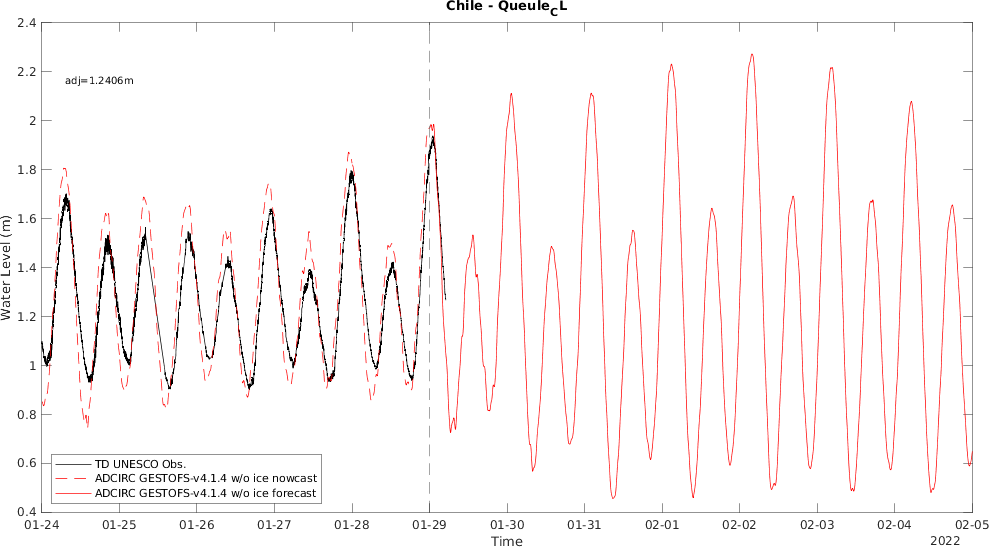 Chile - Queule_CL
adj=1.2406m
Water Level (m)
2.4
2.2
2
1.8
1.6
1.4
1.2
1
0.8
0.6
0.4
TD UNESCO Obs.
ADCIRC GESTOFS-v4.1.4 w/o ice nowcast
ADCIRC GESTOFS-v4.1.4 w/o ice forecast
01-24 01-25 01-26 01-27 01-28 01-29 01-30 01-31 02-01 02-02 02-03 02-04 02-05
Time
2022